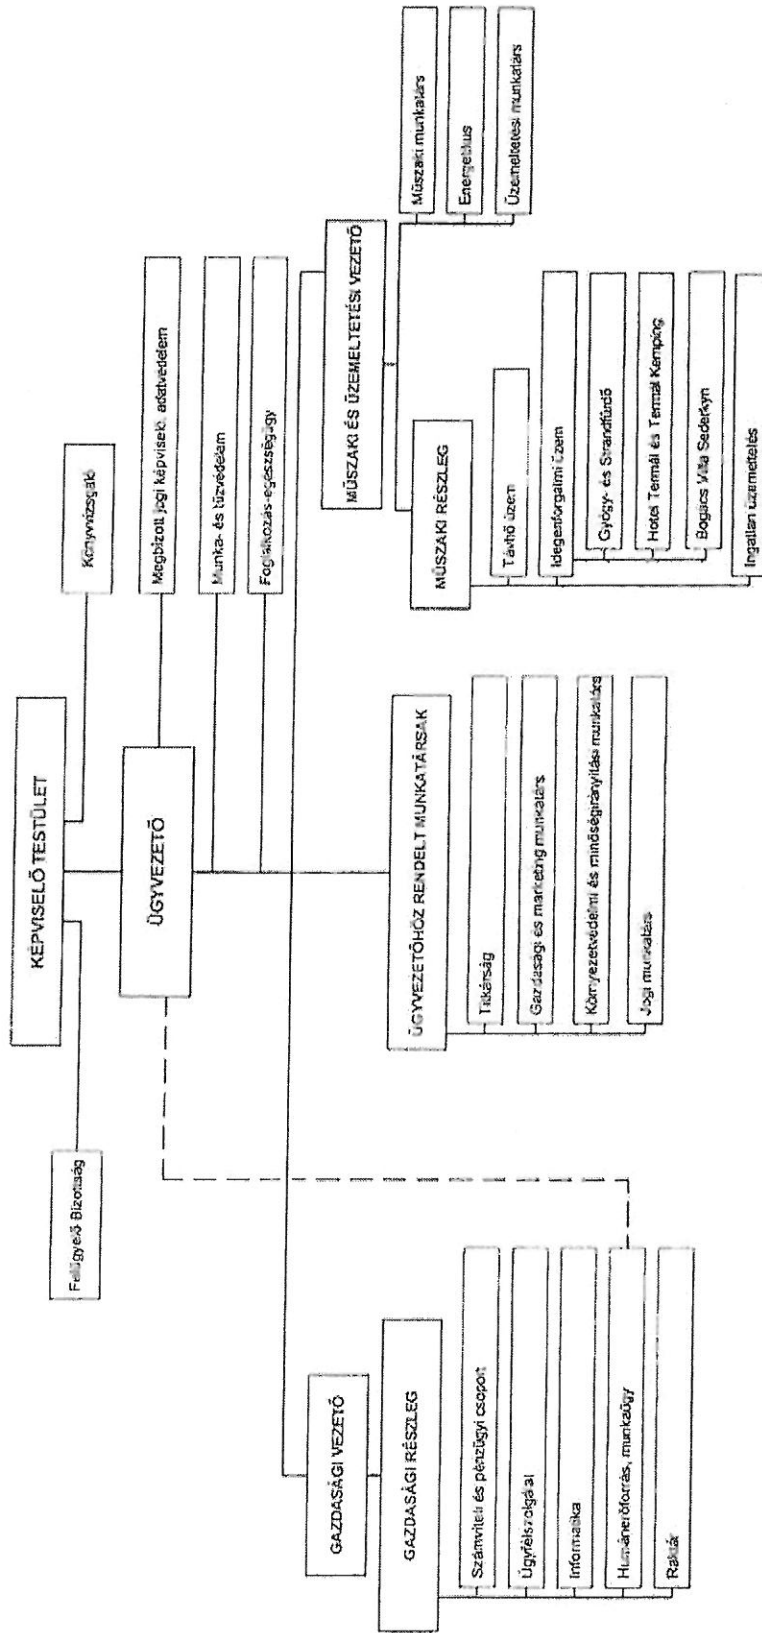 KÉPVISELŐ TESTÜLET
Felügyelő Bizottság
Könyvvizsgáló
ÜGYVEZETŐ
Megbízott jogi képviselő, adatvédelem
Munka- és tűzvédelem
Foglalkozás-egészségügy
GAZDASÁGI VEZETŐ
GAZDASÁGI RÉSZLEG
Számviteli és pénzügyi csoport
Ügyfélszolgálat
Informatika
Humánerőforrás, munkaügy
Raktár
ÜGYVEZETŐHÖZ RENDELT MUNKATÁRSAK
Titkárság
Gazdasági és marketing munkatárs
Környezetvédelmi és minőségirányítási munkatárs
Jogi munkatárs
MŰSZAKI ÉS ÜZEMELTETÉSI VEZETŐ
MŰSZAKI RÉSZLEG
Távhő üzem
Idegenforgalmi üzem
Gyógy- és Strandfürdő
Hotel Termál és Termál Kemping
Bogács Villa Sederkyn
Ingatlan üzemeltetés
Műszaki munkatárs
Energetikus
Üzemeltetési munkatárs